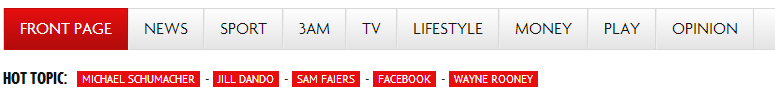 FRONT PAGE NEWS SPORT 3AM TV LIFESTYLE MONEY PLAY OPINION
HOT TOPIC: MICHAEL SCHUMACHER - JILL DANDO - SAM FAIERS - FACEBOOK - WAYNE ROONEY